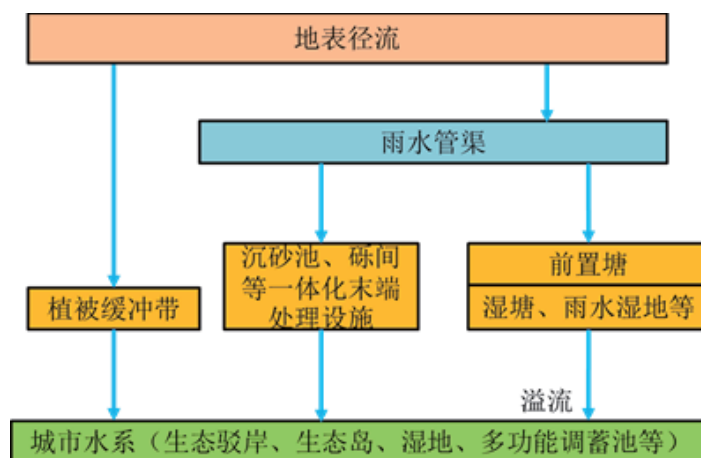 地表径流
雨水管渠
植被缓冲带
沉砂池、砾间
等一体化末端
处理设施
前置塘
湿塘、雨水湿地等
溢流
城市水系（生态驳岸、生态岛、湿地、多功能调蓄池等）